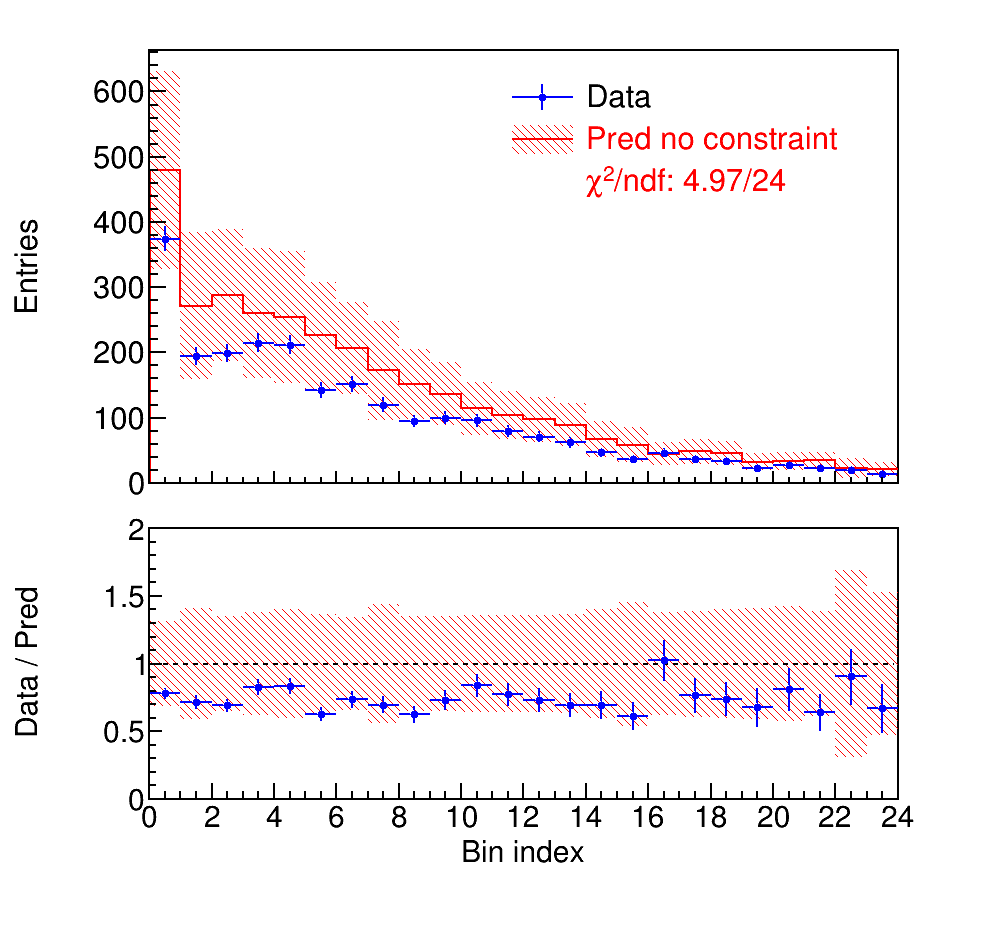 Entries
600
500
400
300
200
100
0
Data
Pred no constraint
χ²/ndf: 4.97/24
Data / Pred
2
1.5
1
0.5
0
0 2 4 6 8 10 12 14 16 18 20 22 24
Bin index